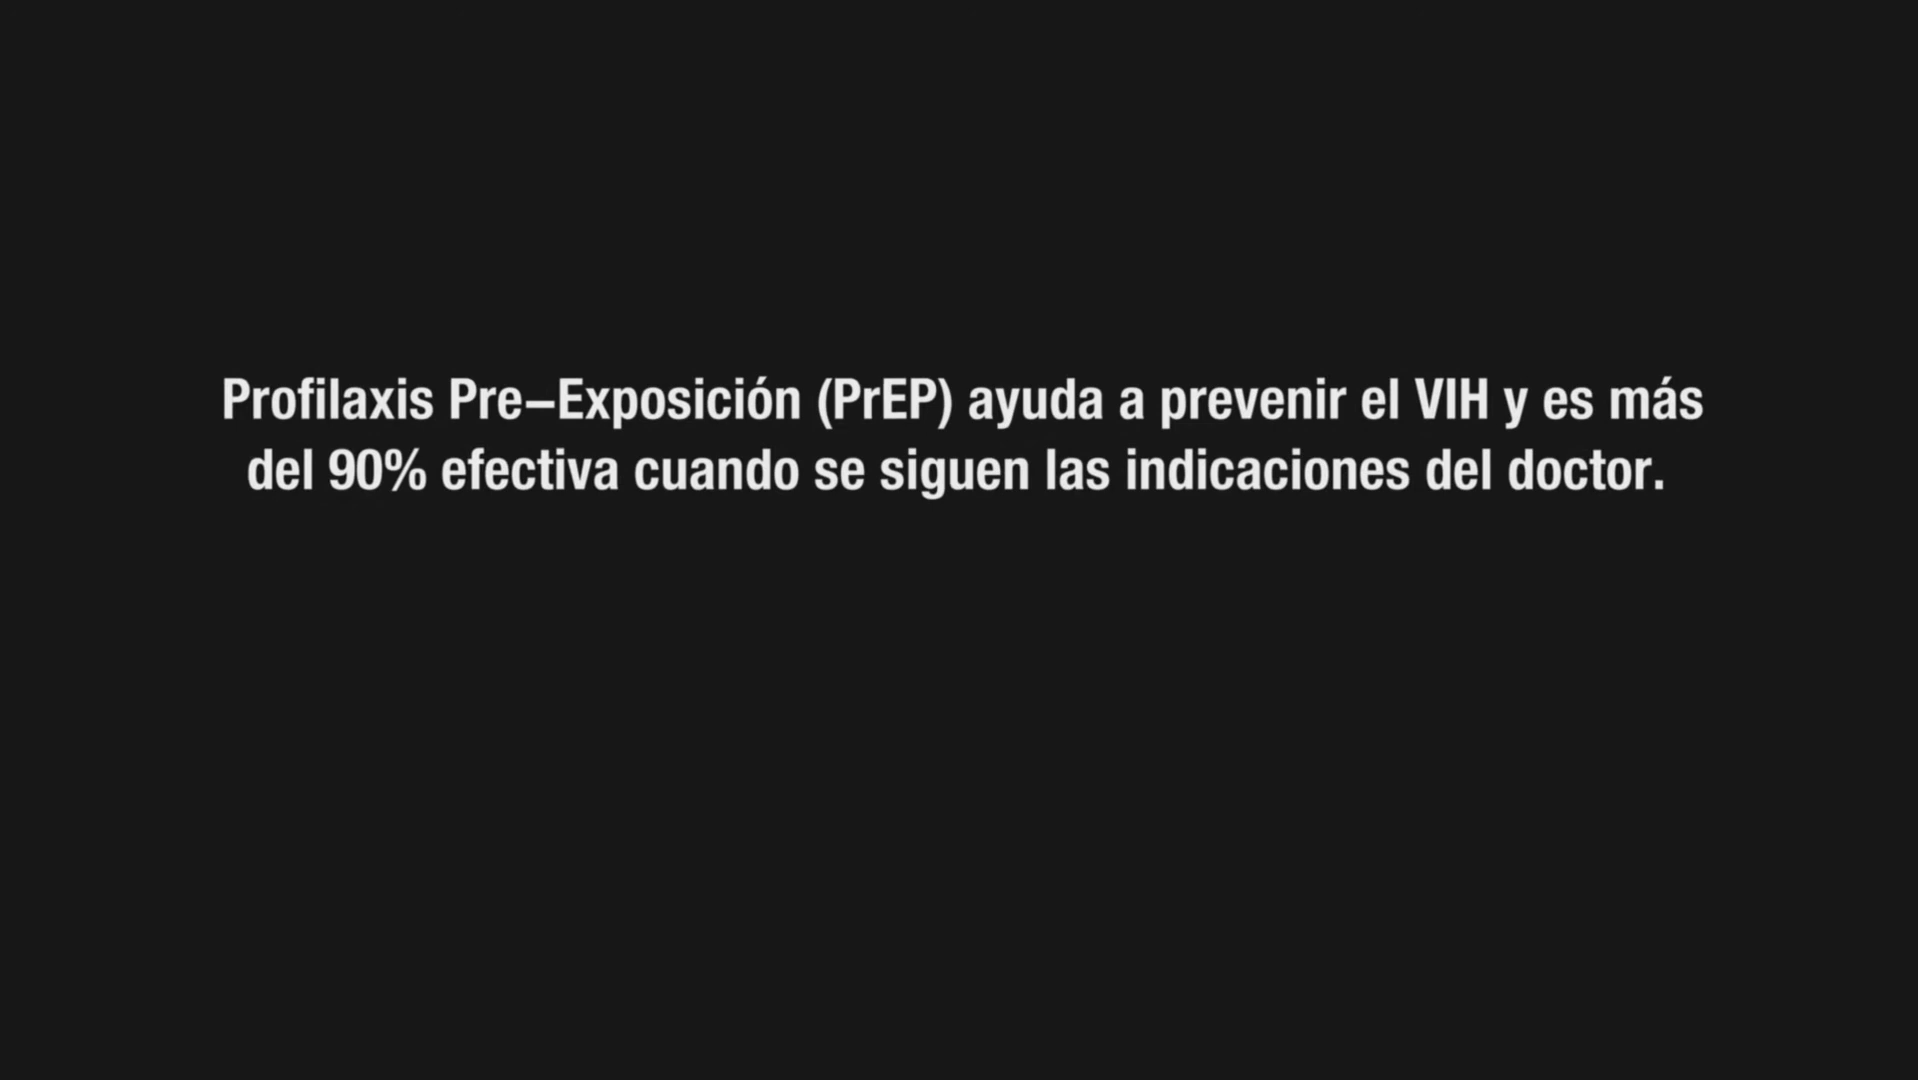 Profilaxis Pre–Exposición (PrEP) ayuda a prevenir el VIH y es más
del 90% efectiva cuando se siguen las indicaciones del doctor.